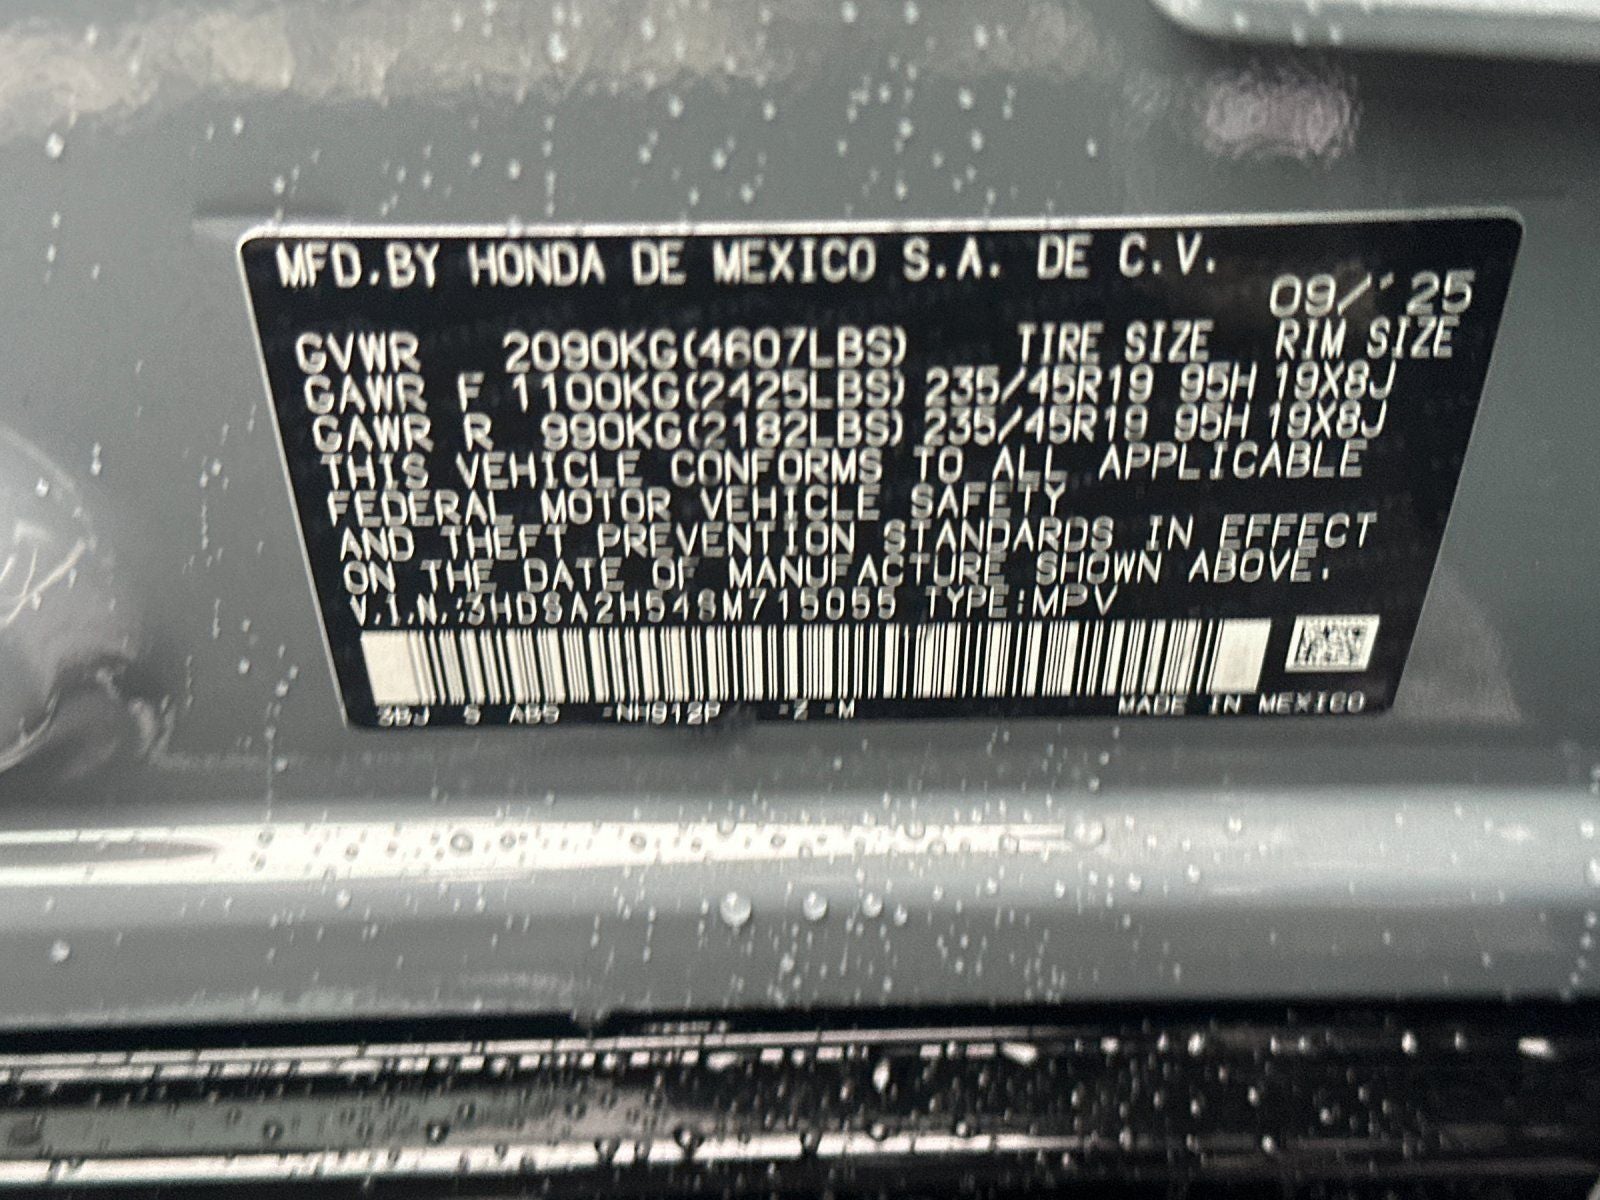 MFD.BY HONDA DE MEXICO S.A. DE C.V.
09/'25
GVWR 2090KG(4607LBS) TIRE SIZE RIM SIZE
GAWR F 1100KG(2425LBS) 235/45R19 95H 19X8J
GAWR R 990KG(2182LBS) 235/45R19 95H 19X8J
THIS VEHICLE CONFORMS TO ALL APPLICABLE
FEDERAL MOTOR VEHICLE SAFETY
AND THEFT PREVENTION STANDARDS IN EFFECT
ON THE DATE OF MANUFACTURE SHOWN ABOVE.
V.I.N.:3HDSA2H54SM715055 TYPE:MPV
3BJ S -NH912P -Z -M MADE IN MEXICO